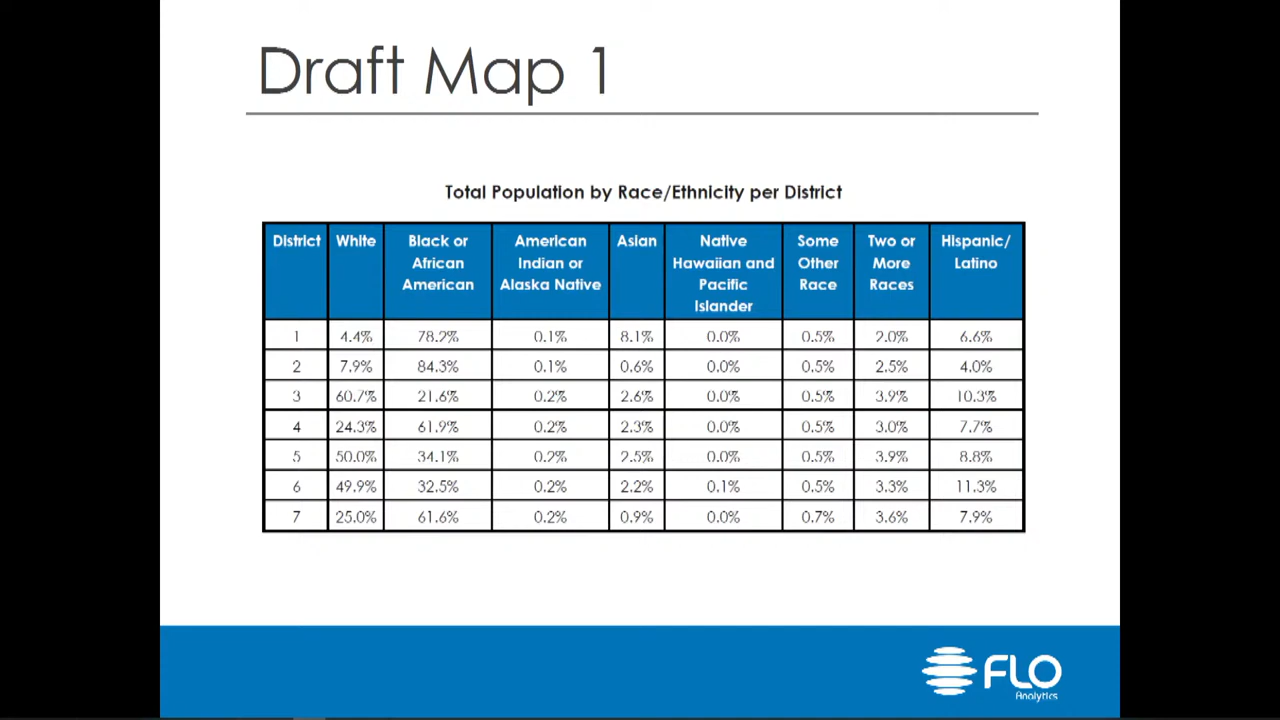 Draft Map 1
Total Population by Race/Ethnicity per District
District White Black or African American American Indian or Alaska Native Asian Native Hawaiian and Pacific Islander Some Other Race Two or More Races Hispanic/ Latino
1 4.4% 78.2% 0.1% 8.1% 0.0% 0.5% 2.0% 6.6%
2 7.9% 84.3% 0.1% 0.6% 0.0% 0.5% 2.5% 4.0%
3 60.7% 21.6% 0.2% 2.6% 0.0% 0.5% 3.9% 10.3%
4 24.3% 61.9% 0.2% 2.3% 0.0% 0.5% 3.0% 7.7%
5 50.0% 34.1% 0.2% 2.5% 0.0% 0.5% 3.9% 8.8%
6 49.9% 32.5% 0.2% 2.2% 0.1% 0.5% 3.3% 11.3%
7 25.0% 61.6% 0.2% 0.9% 0.0% 0.7% 3.6% 7.9%
FLO
Analytics